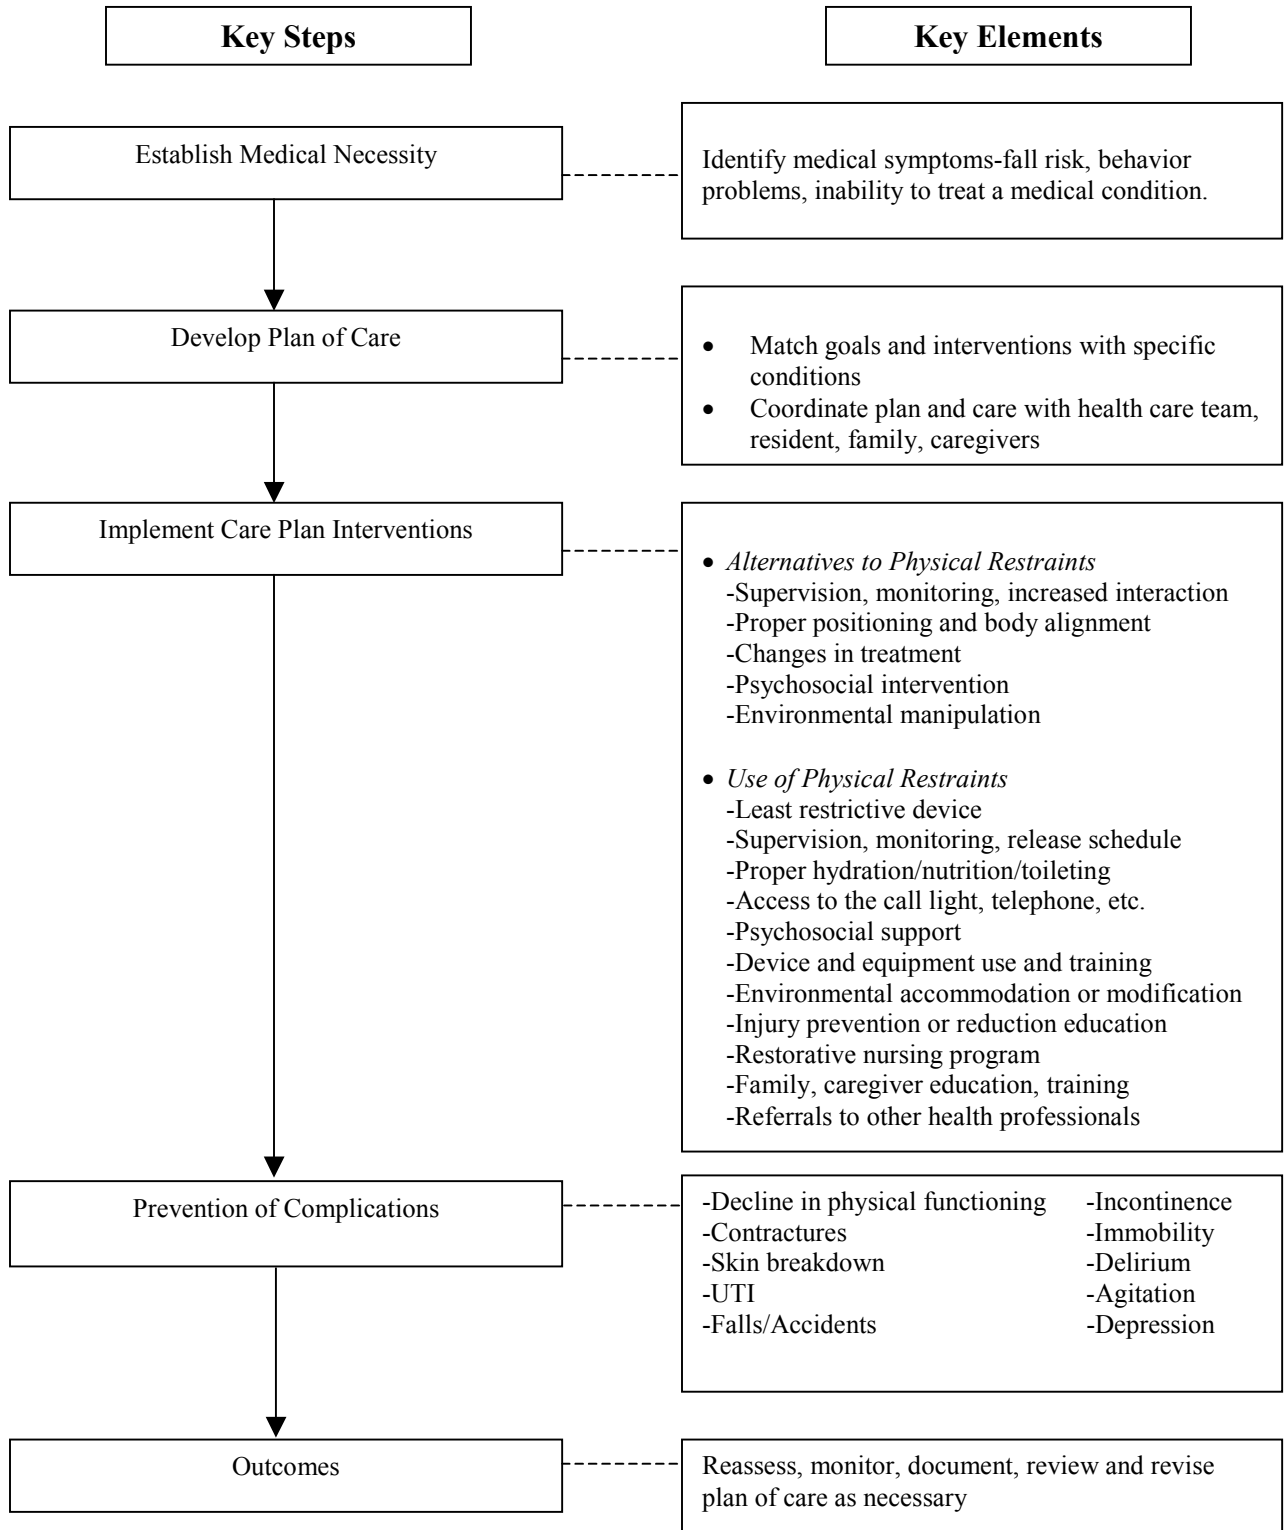 Key Steps
Key Elements
Establish Medical Necessity
Identify medical symptoms-fall risk, behavior
problems, inability to treat a medical condition.
Develop Plan of Care
• Match goals and interventions with specific
conditions
• Coordinate plan and care with health care team,
resident, family, caregivers
Implement Care Plan Interventions
• Alternatives to Physical Restraints
-Supervision, monitoring, increased interaction
-Proper positioning and body alignment
-Changes in treatment
-Psychosocial intervention
-Environmental manipulation
• Use of Physical Restraints
-Least restrictive device
-Supervision, monitoring, release schedule
-Proper hydration/nutrition/toileting
-Access to the call light, telephone, etc.
-Psychosocial support
-Device and equipment use and training
-Environmental accommodation or modification
-Injury prevention or reduction education
-Restorative nursing program
-Family, caregiver education, training
-Referrals to other health professionals
Prevention of Complications
-Decline in physical functioning
-Contractures
-Skin breakdown
-UTI
-Falls/Accidents
-Incontinence
-Immobility
-Delirium
-Agitation
-Depression
Outcomes
Reassess, monitor, document, review and revise
plan of care as necessary